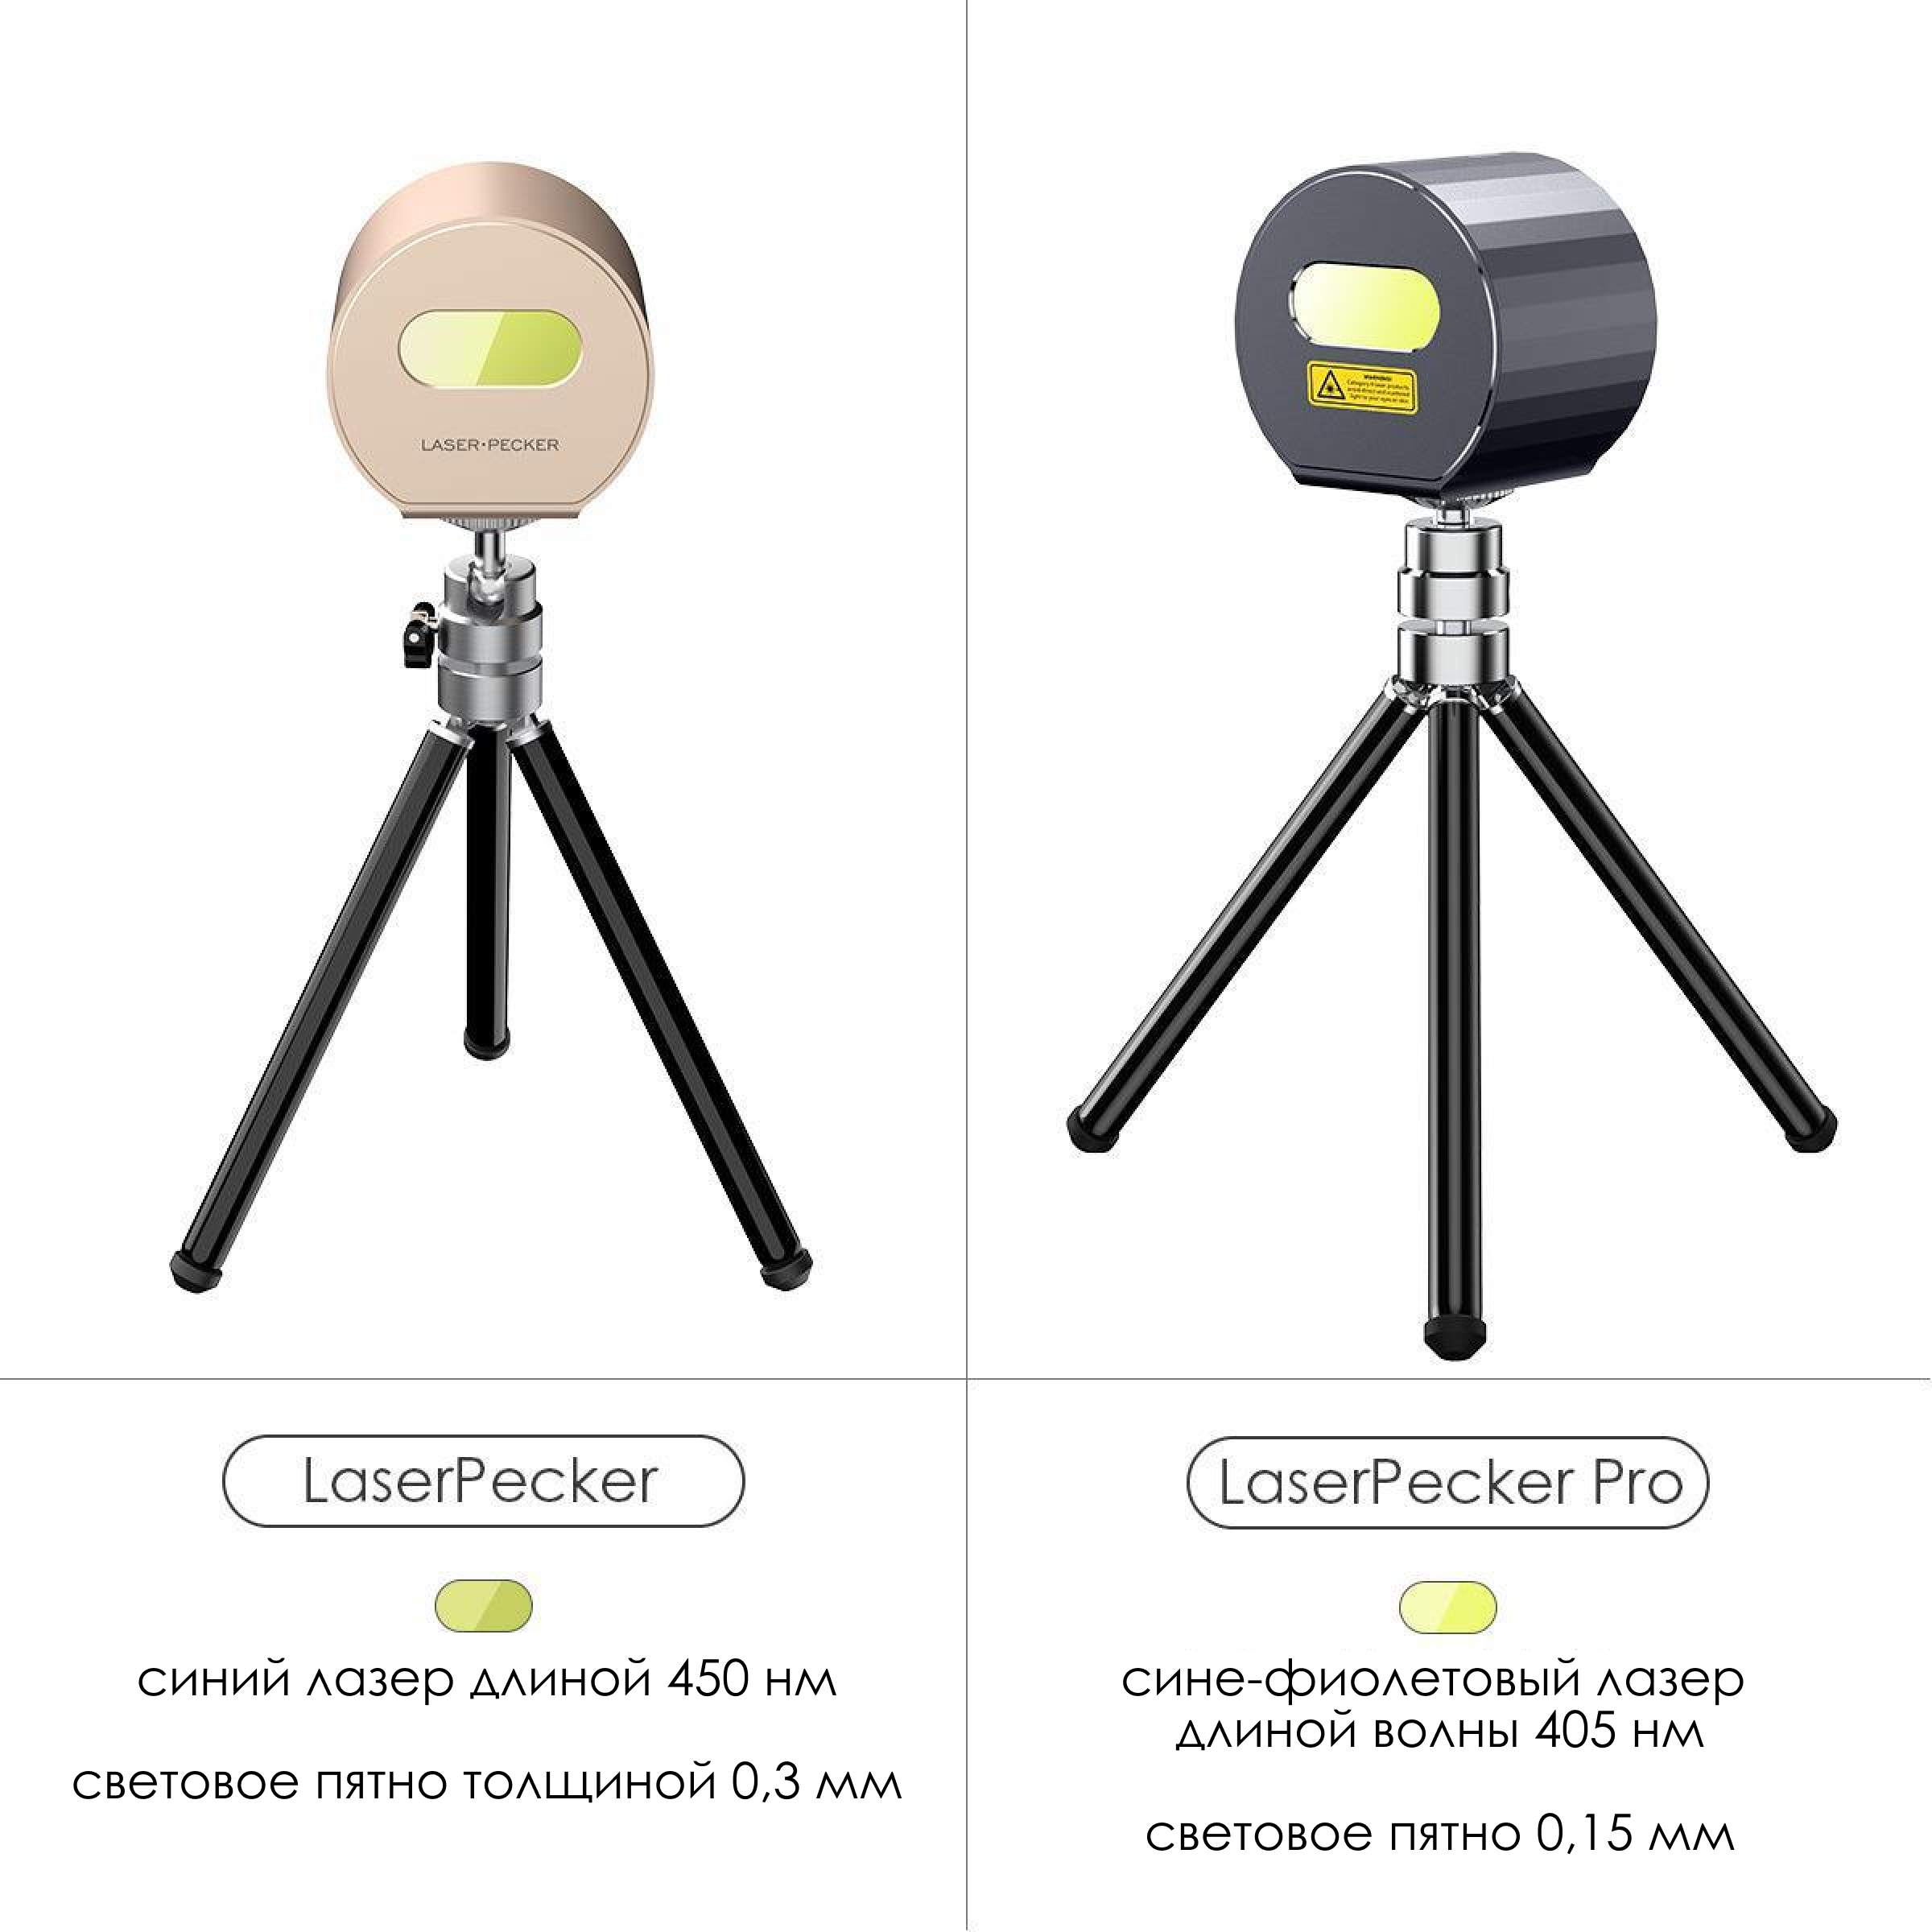 LASER·PECKER
LaserPecker
синий лазер длиной 450 нм
световое пятно толщиной 0,3 мм
LaserPecker Pro
сине-фиолетовый лазер
длиной волны 405 нм
световое пятно 0,15 мм